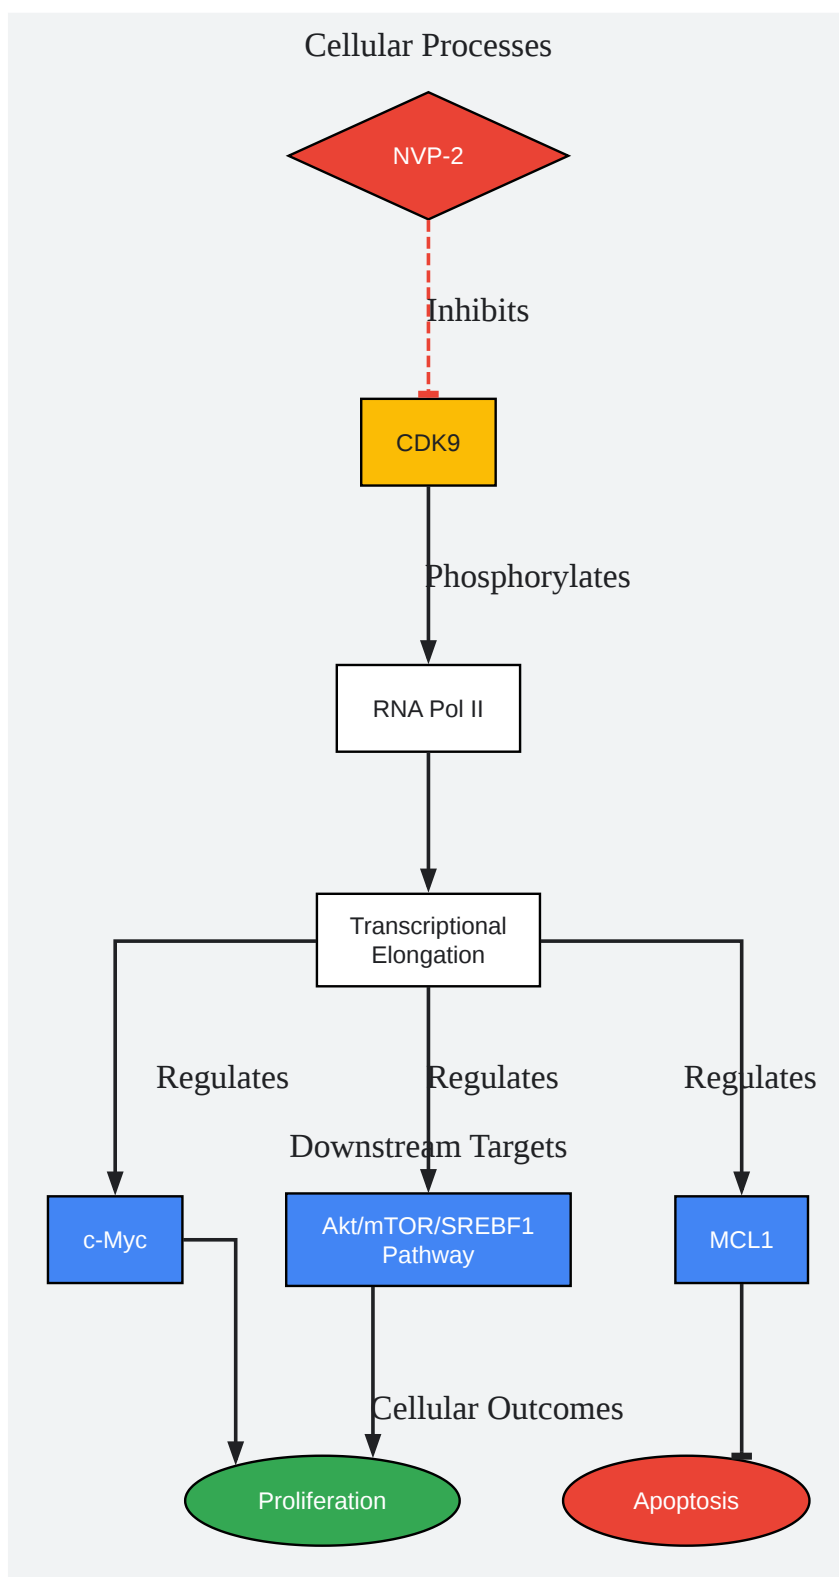 Cellular Processes
NVP-2
Inhibits
CDK9
Phosphorylates
RNA Pol II
Transcriptional
Elongation
Regulates
Regulates
Regulates
Downstream Targets
c-Myc
Akt/mTOR/SREBF1
Pathway
MCL1
Cellular Outcomes
Proliferation
Apoptosis